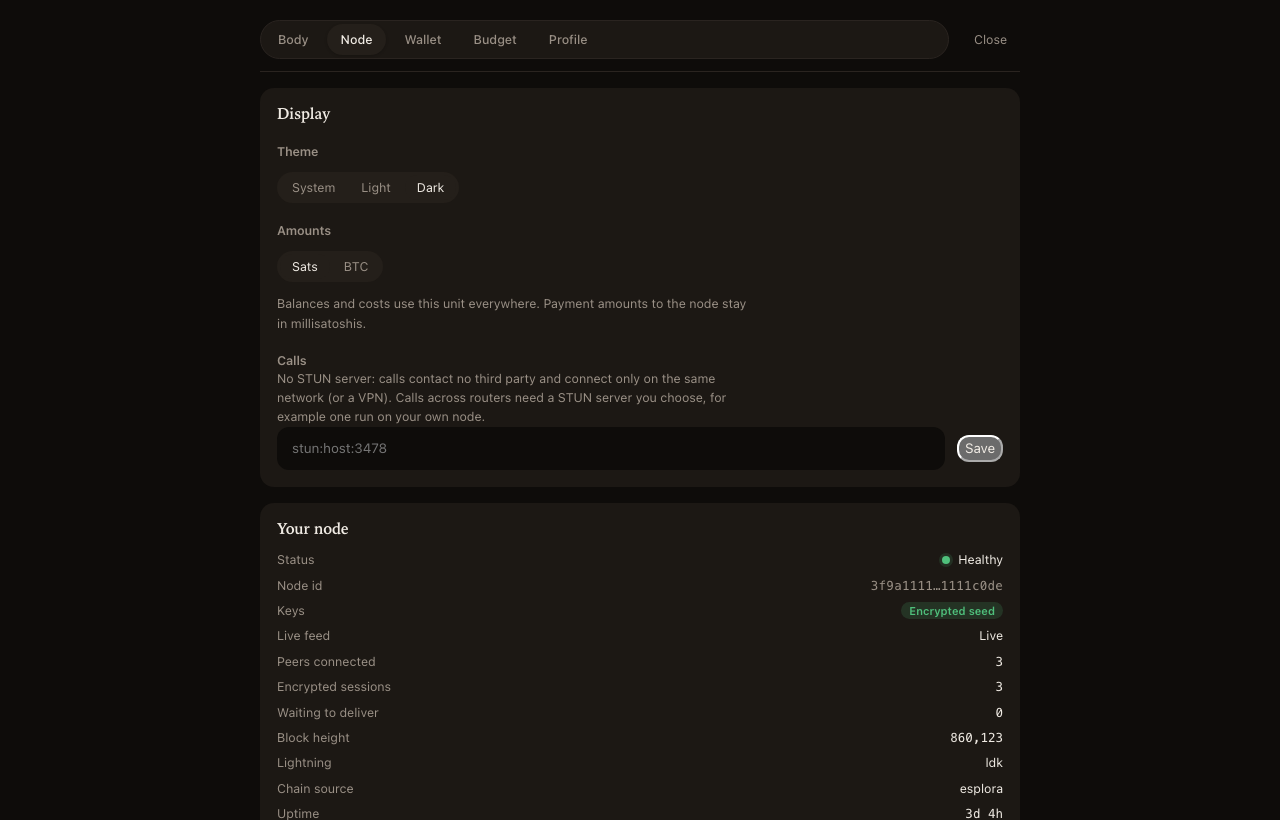 Body Node Wallet Budget Profile Close
Display
Theme
System Light Dark
Amounts
Sats BTC
Balances and costs use this unit everywhere. Payment amounts to the node stay
in millisatoshis.
Calls
No STUN server: calls contact no third party and connect only on the same
network (or a VPN). Calls across routers need a STUN server you choose, for
example one run on your own node.
stun:host:3478 Save
Your node
Status Healthy
Node id 3f9a1111…1111c0de
Keys Encrypted seed
Live feed Live
Peers connected 3
Encrypted sessions 3
Waiting to deliver 0
Block height 860,123
Lightning ldk
Chain source esplora
Uptime 3d 4h